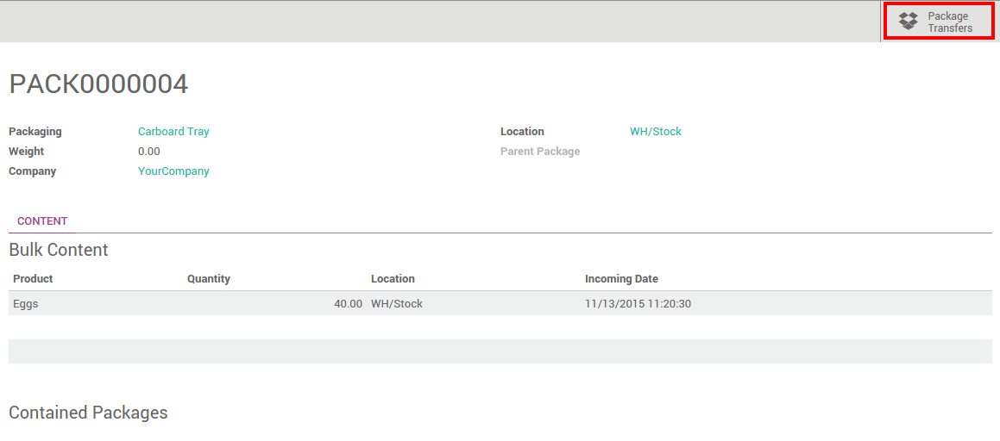 Package
Transfers
PACK0000004
Packaging Carboard Tray Location WH/Stock
Weight 0.00 Parent Package
Company YourCompany
CONTENT
Bulk Content
Product Quantity Location Incoming Date
Eggs 40.00 WH/Stock 11/13/2015 11:20:30
Contained Packages